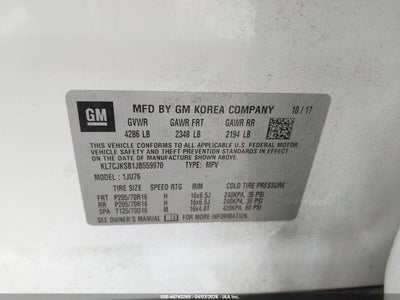 GM
MFD BY GM KOREA COMPANY 10/17
GVWR GAWR FRT GAWR RR
4286 LB 2348 LB 2194 LB
THIS VEHICLE CONFORMS TO ALL APPLICABLE U.S. FEDERAL MOTOR
VEHICLE SAFETY, BUMPER, AND THEFT PREVENTION STANDARDS
IN EFFECT ON THE DATE OF MANUFACTURE SHOWN ABOVE.
KL7CJKSB1JB559970 TYPE: MPV
MODEL: 1JU76
TIRE SIZE SPEED RTG RIM COLD TIRE PRESSURE
FRT P205/70R16 H 16x6.5J 240KPA, 35 PSI
RR P205/70R16 H 16x6.5J 240KPA, 35 PSI
SPA T125/70D16 M 16x4.0T 420KPA, 60 PSI
SEE OWNER'S MANUAL FOR ADDITIONAL INFORMATION.